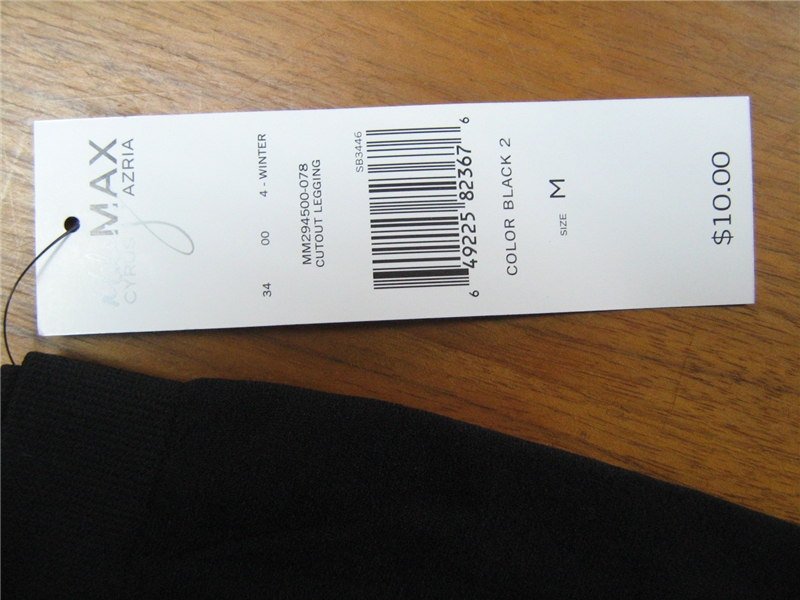 miley MAX
CYRUS AZRIA
34 00 4 - WINTER
MM294500-078
CUTOUT LEGGING
SB3446
6 49225 82367 6
COLOR BLACK 2
SIZE M
$10.00